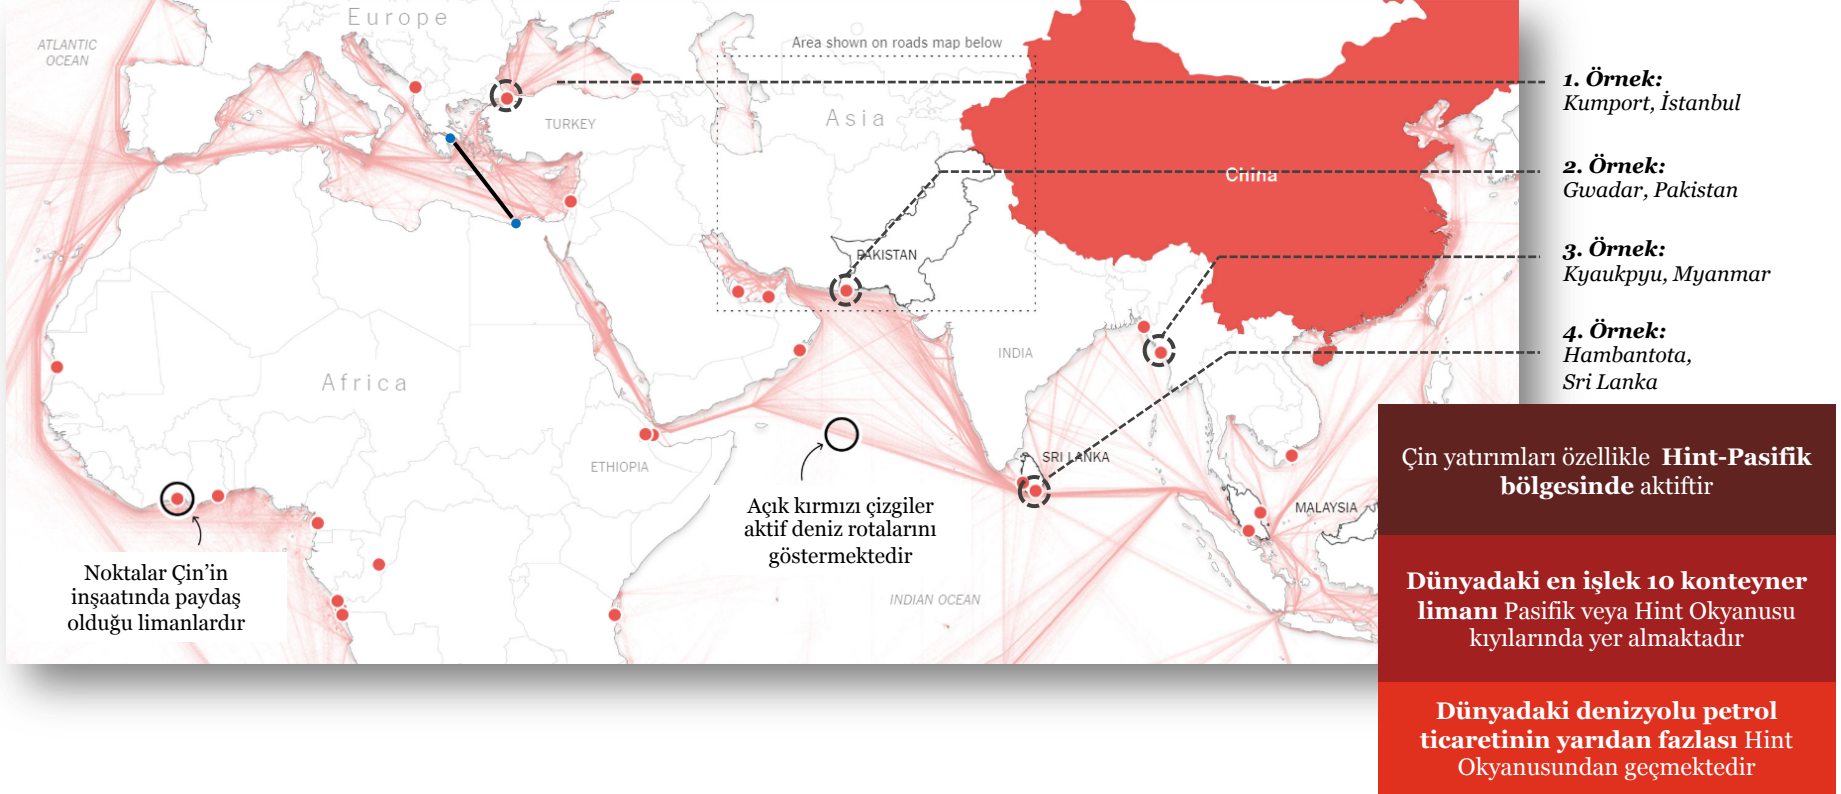 Europe
ATLANTIC
OCEAN
Area shown on roads map below
Asia
TURKEY
China
PAKISTAN
INDIA
Africa
ETHIOPIA
SRI LANKA
MALAYSIA
INDIAN OCEAN
Açık kırmızı çizgiler
aktif deniz rotalarını
göstermektedir
Noktalar Çin’in
inşaatında paydaş
olduğu limanlardır
1. Örnek:
Kumport, İstanbul
2. Örnek:
Gwadar, Pakistan
3. Örnek:
Kyaukpyu, Myanmar
4. Örnek:
Hambantota,
Sri Lanka
Çin yatırımları özellikle Hint-Pasifik
bölgesinde aktiftir
Dünyadaki en işlek 10 konteyner
limanı Pasifik veya Hint Okyanusu
kıyılarında yer almaktadır
Dünyadaki denizyolu petrol
ticaretinin yarıdan fazlası Hint
Okyanusundan geçmektedir